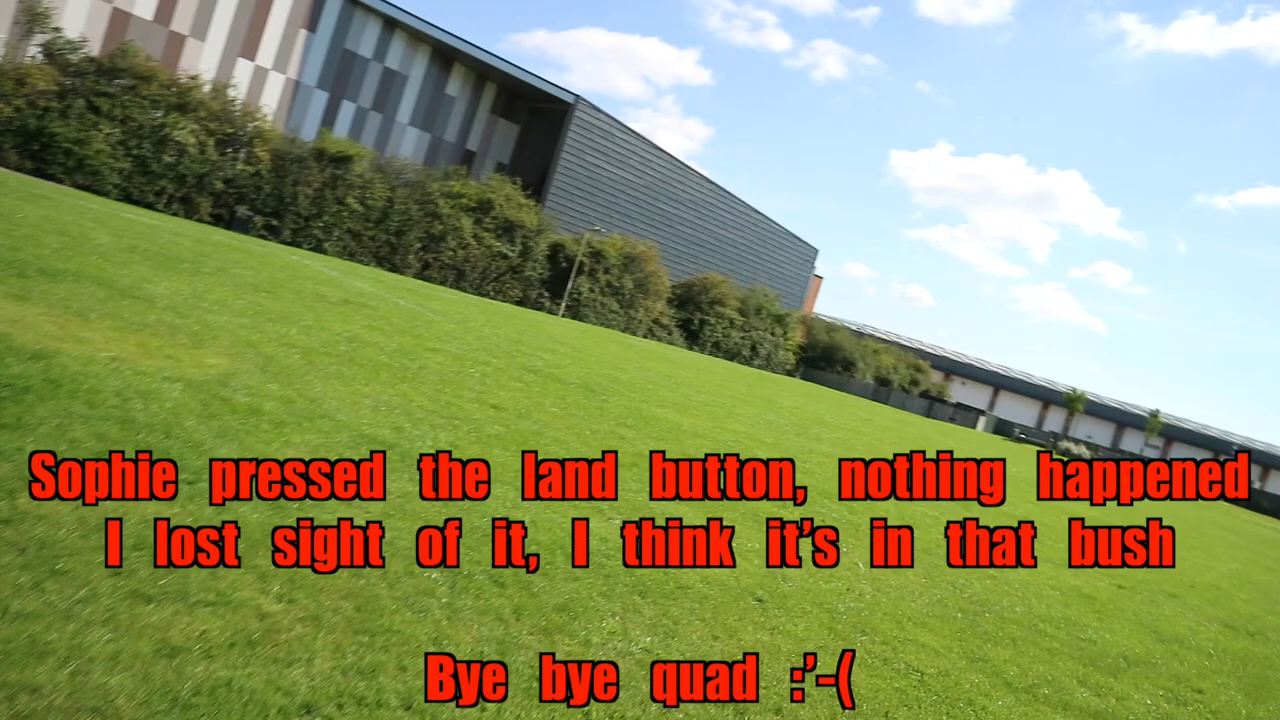 Sophie pressed the land button, nothing happened
I lost sight of it, I think it’s in that bush
Bye bye quad :’-(